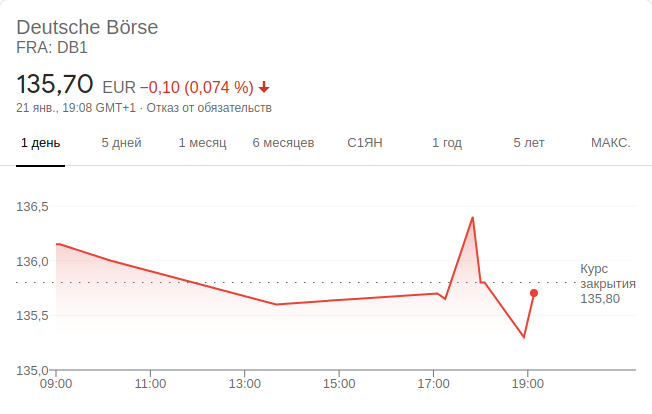 Deutsche Börse
FRA: DB1
135,70 EUR −0,10 (0,074 %)
21 янв., 19:08 GMT+1 · Отказ от обязательств
1 день 5 дней 1 месяц 6 месяцев С1ЯН 1 год 5 лет МАКС.
136,5
136,0
Курс
закрытия
135,80
135,5
135,0
09:00 11:00 13:00 15:00 17:00 19:00